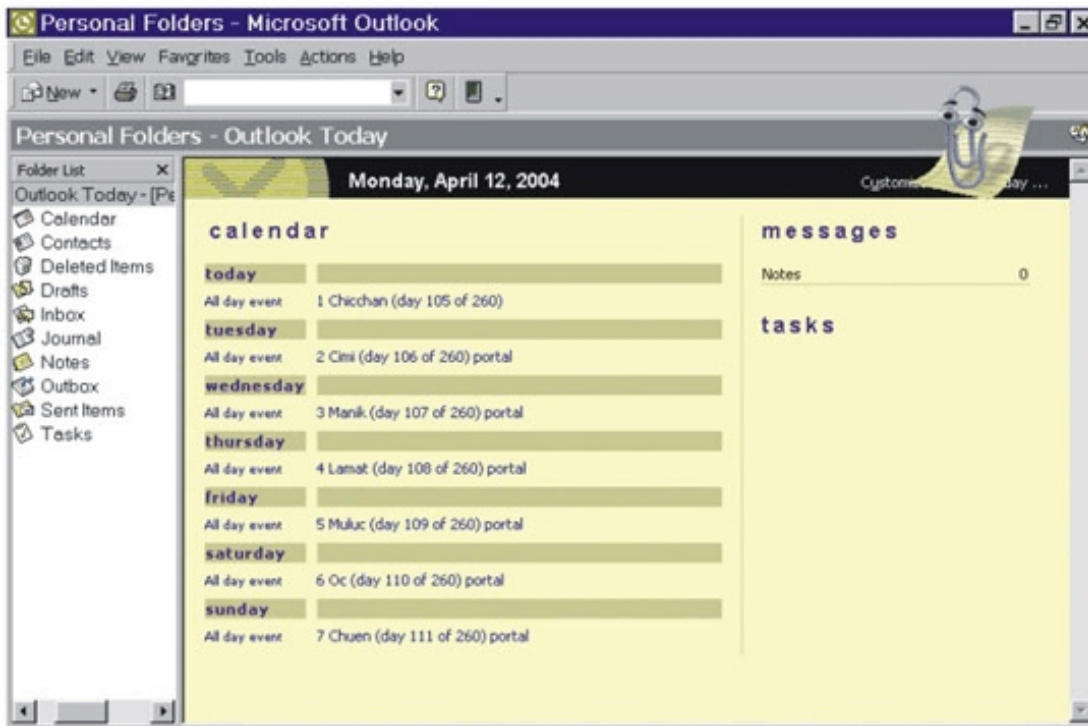 Personal Folders - Microsoft Outlook
File Edit View Favorites Tools Actions Help
New
Personal Folders - Outlook Today
Folder List
Outlook Today - [Pe
Calendar
Contacts
Deleted Items
Drafts
Inbox
Journal
Notes
Outbox
Sent Items
Tasks
Monday, April 12, 2004
calendar
today
All day event 1 Chicchan (day 105 of 260)
tuesday
All day event 2 Cimi (day 106 of 260) portal
wednesday
All day event 3 Manik (day 107 of 260) portal
thursday
All day event 4 Lamat (day 108 of 260) portal
friday
All day event 5 Muluc (day 109 of 260) portal
saturday
All day event 6 Oc (day 110 of 260) portal
sunday
All day event 7 Chuen (day 111 of 260) portal
messages
Notes 0
tasks